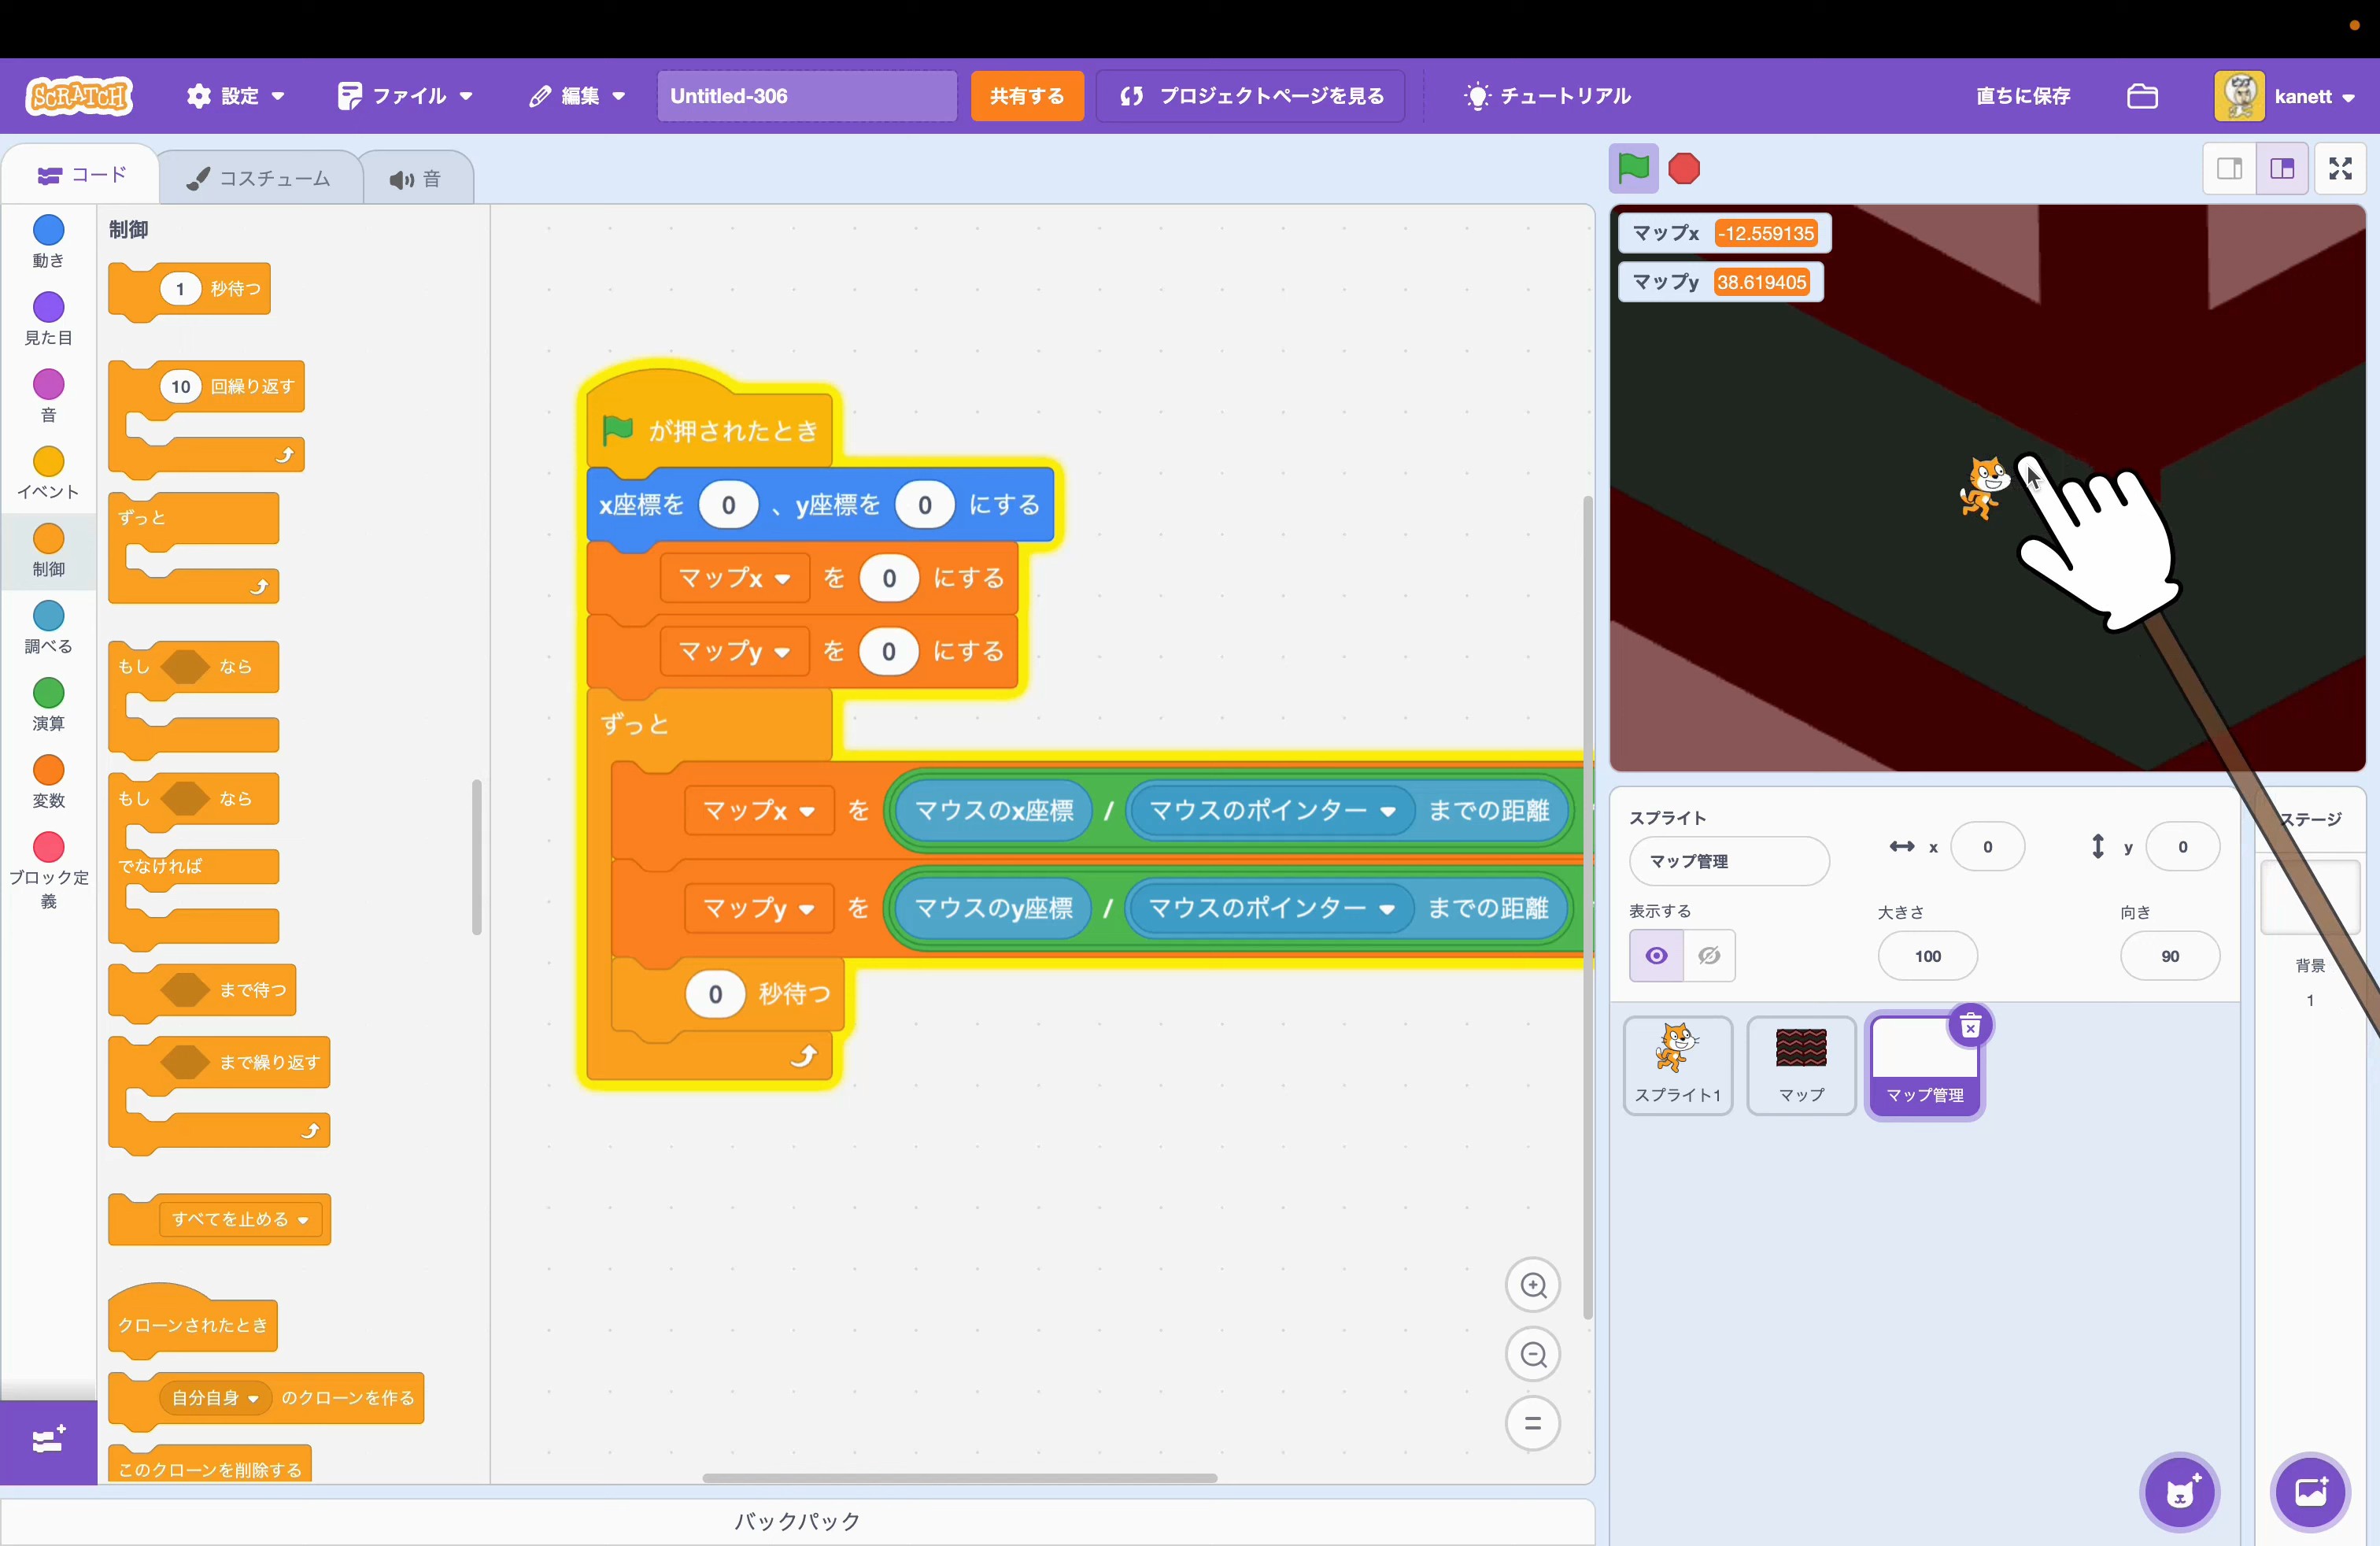 SCRATCH
設定
ファイル
編集
Untitled-306
共有する
プロジェクトページを見る
チュートリアル
直ちに保存
kanett
コード
コスチューム
音
動き
見た目
音
イベント
制御
調べる
演算
変数
ブロック定
義
制御
1 秒待つ
10 回繰り返す
ずっと
もし なら
もし なら
でなければ
まで待つ
まで繰り返す
すべてを止める
クローンされたとき
自分自身 のクローンを作る
このクローンを削除する
が押されたとき
x座標を 0 、y座標を 0 にする
マップx を 0 にする
マップy を 0 にする
ずっと
マップx を マウスのx座標 / マウスのポインター までの距離
マップy を マウスのy座標 / マウスのポインター までの距離
0 秒待つ
バックパック
マップx -12.559135
マップy 38.619405
スプライト
マップ管理
x 0
y 0
表示する
大きさ
100
向き
90
スプライト1
マップ
マップ管理
ステージ
背景
1